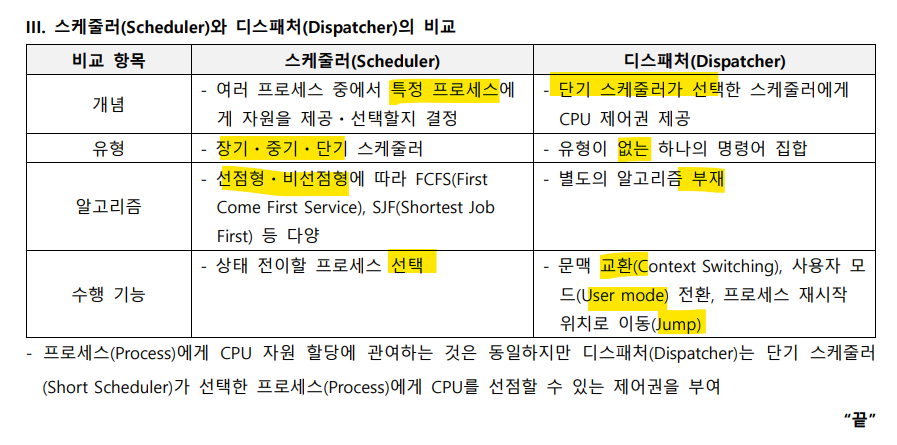 III. 스케줄러(Scheduler)와 디스패처(Dispatcher)의 비교
비교 항목 스케줄러(Scheduler) 디스패처(Dispatcher)
개념
- 여러 프로세스 중에서 특정 프로세스에
게 자원을 제공・선택할지 결정
- 단기 스케줄러가 선택한 스케줄러에게
CPU 제어권 제공
유형
- 장기・중기・단기 스케줄러
- 유형이 없는 하나의 명령어 집합
알고리즘
- 선점형・비선점형에 따라 FCFS(First
Come First Service), SJF(Shortest Job
First) 등 다양
- 별도의 알고리즘 부재
수행 기능
- 상태 전이할 프로세스 선택
- 문맥 교환(Context Switching), 사용자 모
드(User mode) 전환, 프로세스 재시작
위치로 이동(Jump)
- 프로세스(Process)에게 CPU 자원 할당에 관여하는 것은 동일하지만 디스패처(Dispatcher)는 단기 스케줄러
(Short Scheduler)가 선택한 프로세스(Process)에게 CPU를 선점할 수 있는 제어권을 부여
“끝”